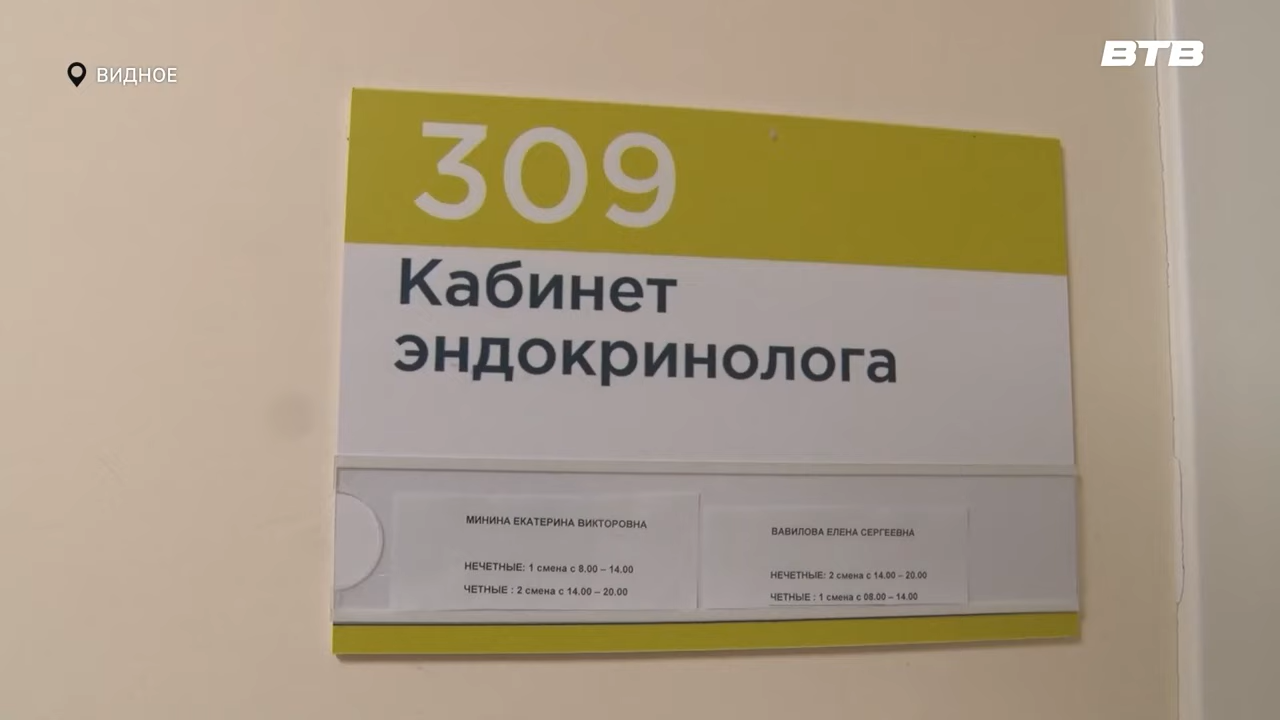 ВИДНОЕ
ВТВ
309
Кабинет
эндокринолога
МИНИНА ЕКАТЕРИНА ВИКТОРОВНА
НЕЧЕТНЫЕ: 1 смена с 8.00 – 14.00
ЧЕТНЫЕ : 2 смена с 14.00 – 20.00
ВАВИЛОВА ЕЛЕНА СЕРГЕЕВНА
НЕЧЕТНЫЕ: 2 смена с 14.00 – 20.00
ЧЕТНЫЕ : 1 смена с 08.00 – 14.00